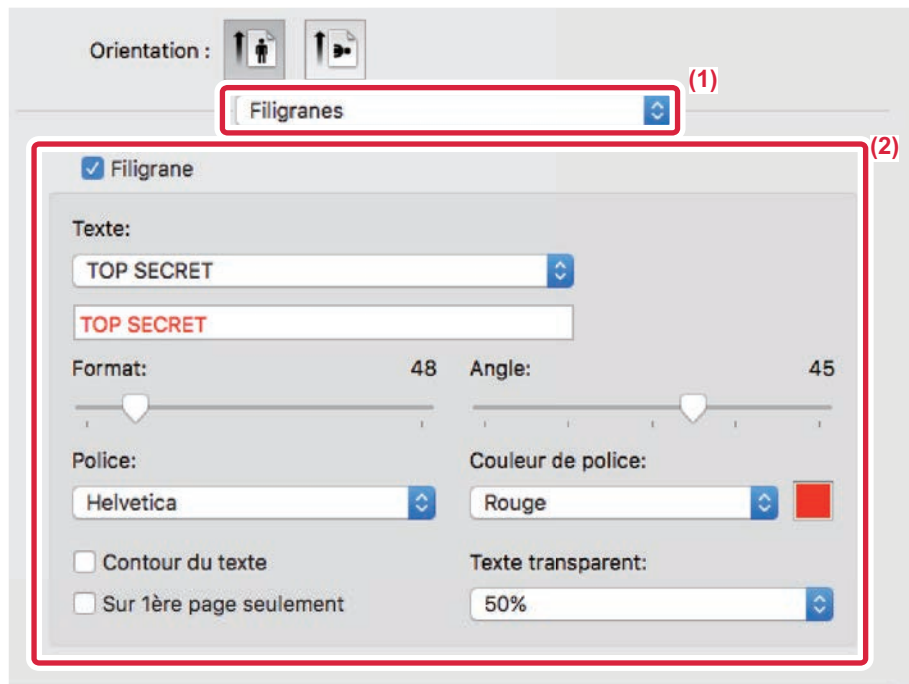 Orientation :
(1)
Filigranes
(2)
Filigrane
Texte:
TOP SECRET
TOP SECRET
Format: 48 Angle: 45
Police: Couleur de police:
Helvetica Rouge
Contour du texte Texte transparent:
Sur 1ère page seulement 50%